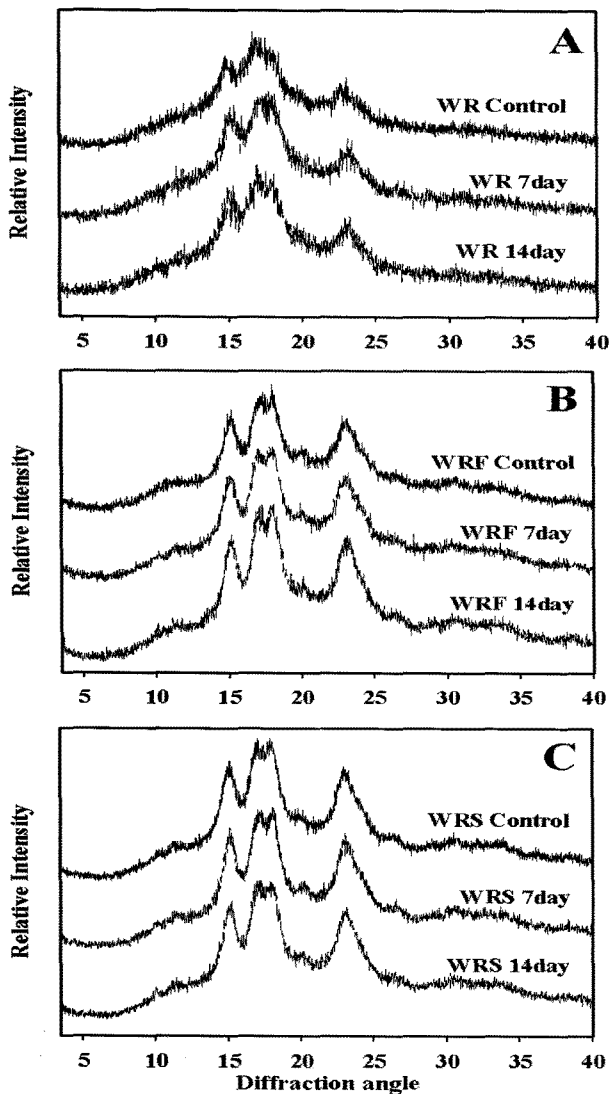 A
WR Control
WR 7day
WR 14day
Relative Intensity
5 10 15 20 25 30 35 40
B
WRF Control
WRF 7day
WRF 14day
Relative Intensity
5 10 15 20 25 30 35 40
C
WRS Control
WRS 7day
WRS 14day
Relative Intensity
5 10 15 20 25 30 35 40
Diffraction angle